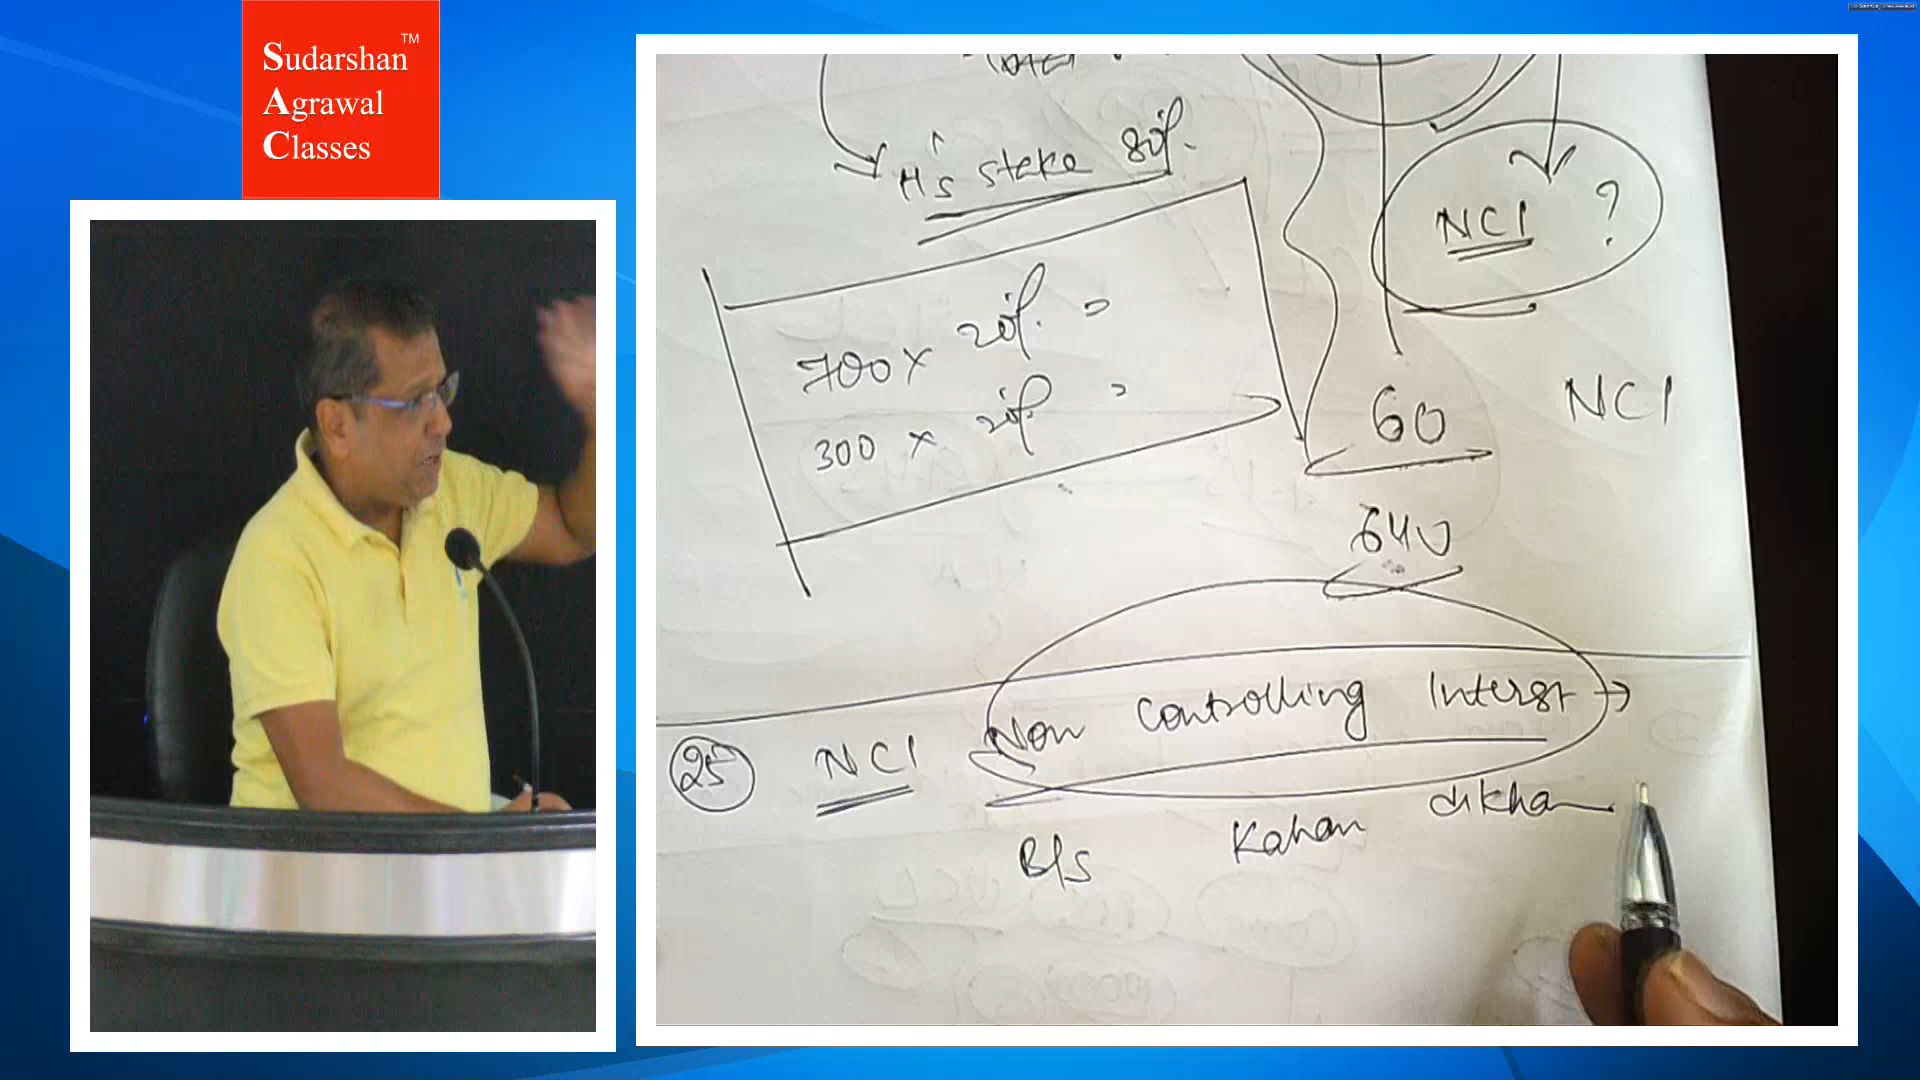 Sudarshan™
Agrawal
Classes
H's stake 80%.
NCI ?
700 x 20%. =
300 x 20% =
60 NCI
640
25 NCI Non Controlling Interst →
B/S Kahan dikha